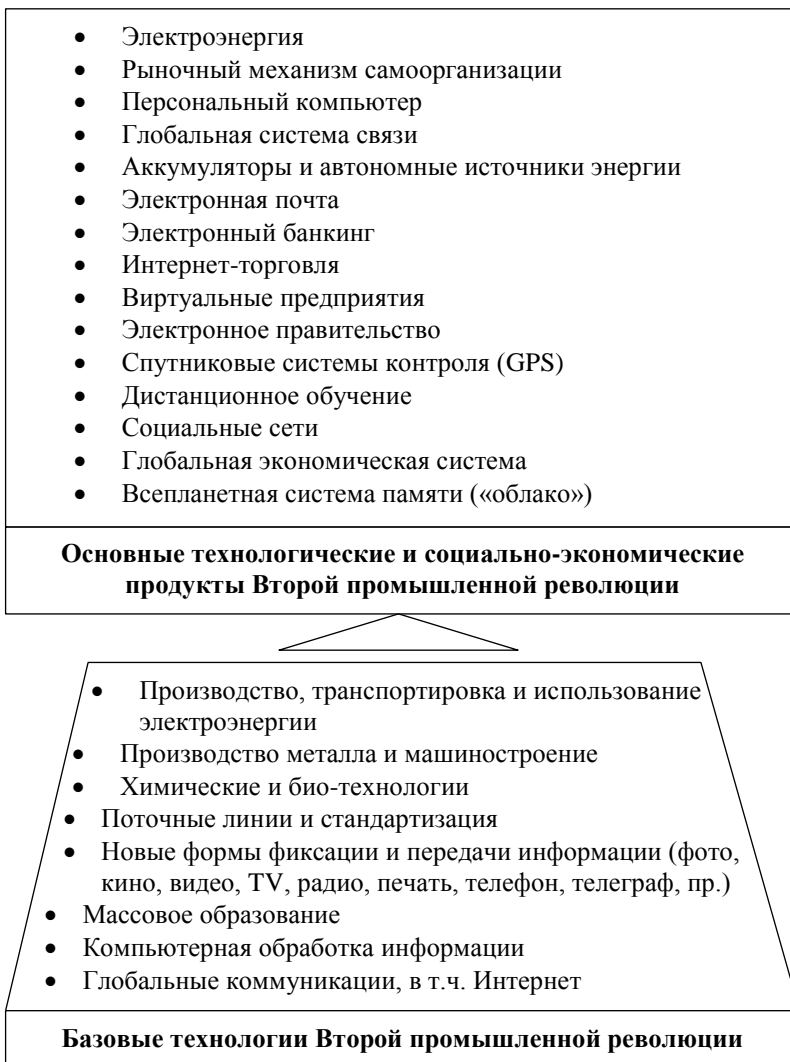 • Электроэнергия
• Рыночный механизм самоорганизации
• Персональный компьютер
• Глобальная система связи
• Аккумуляторы и автономные источники энергии
• Электронная почта
• Электронный банкинг
• Интернет-торговля
• Виртуальные предприятия
• Электронное правительство
• Спутниковые системы контроля (GPS)
• Дистанционное обучение
• Социальные сети
• Глобальная экономическая система
• Всепланетная система памяти («облако»)
Основные технологические и социально-экономические
продукты Второй промышленной революции
• Производство, транспортировка и использование
электроэнергии
• Производство металла и машиностроение
• Химические и био-технологии
• Поточные линии и стандартизация
• Новые формы фиксации и передачи информации (фото,
кино, видео, TV, радио, печать, телефон, телеграф, пр.)
• Массовое образование
• Компьютерная обработка информации
• Глобальные коммуникации, в т.ч. Интернет
Базовые технологии Второй промышленной революции